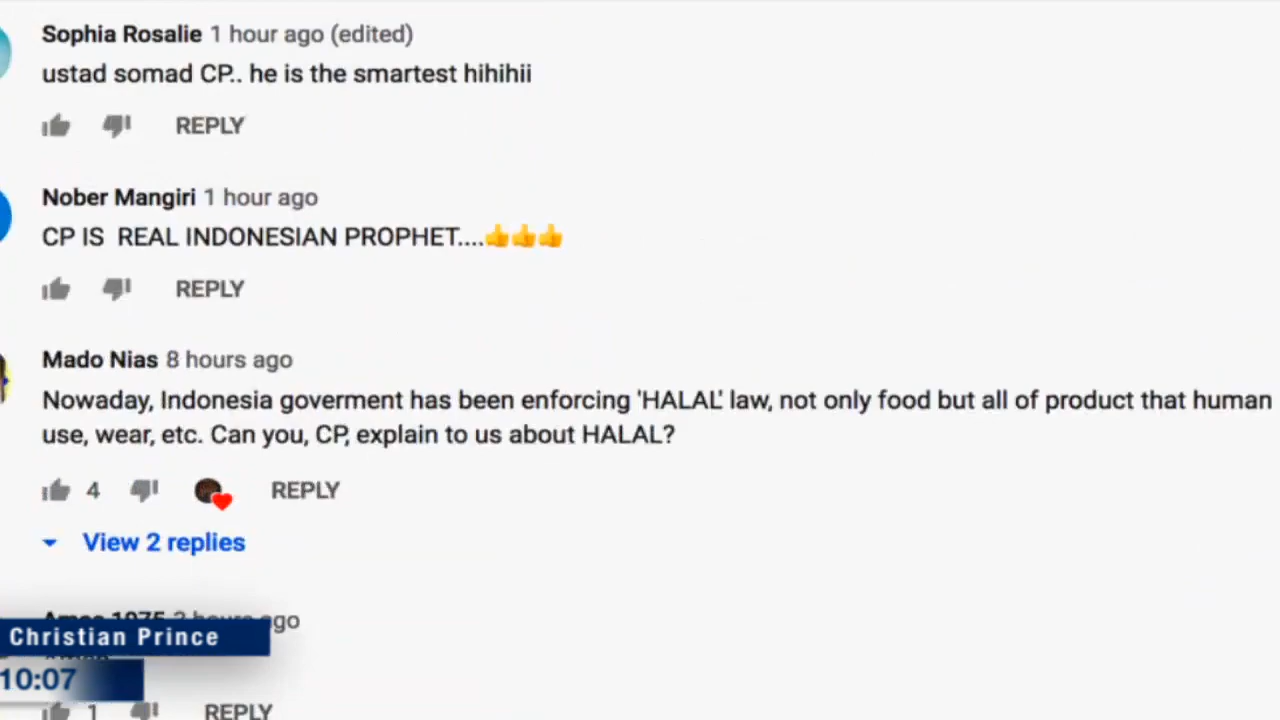 Sophia Rosalie 1 hour ago (edited)
ustad somad CP.. he is the smartest hihihii
REPLY
Nober Mangiri 1 hour ago
CP IS REAL INDONESIAN PROPHET....👍👍👍
REPLY
Mado Nias 8 hours ago
Nowaday, Indonesia goverment has been enforcing 'HALAL' law, not only food but all of product that human
use, wear, etc. Can you, CP, explain to us about HALAL?
4 REPLY
View 2 replies
ago
Christian Prince
10:07
1 REPLY